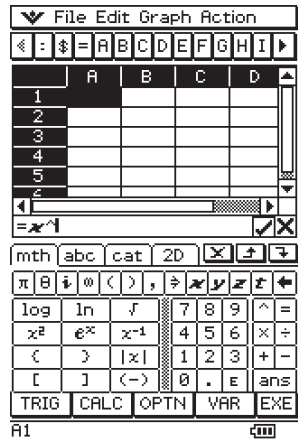 File Edit Graph Action
: $ = A B C D E F G H I
A B C D
1
2
3
4
5
=x^
mth abc cat 2D
π θ i ∞ ( ) , ⇒ x y z t ←
log ln √ 7 8 9 ^ =
x² eˣ x⁻¹ 4 5 6 × ÷
( ) |x| 1 2 3 + −
[ ] (−) 0 . E ans
TRIG CALC OPTN VAR EXE
A1